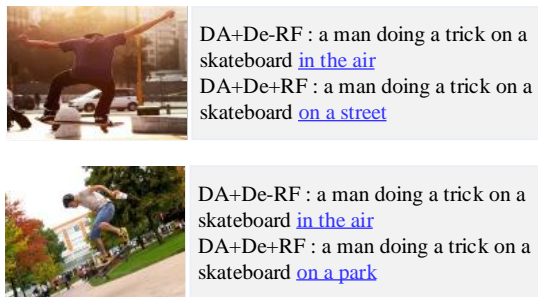 DA+De-RF : a man doing a trick on a
skateboard in the air
DA+De+RF : a man doing a trick on a
skateboard on a street
DA+De-RF : a man doing a trick on a
skateboard in the air
DA+De+RF : a man doing a trick on a
skateboard on a park